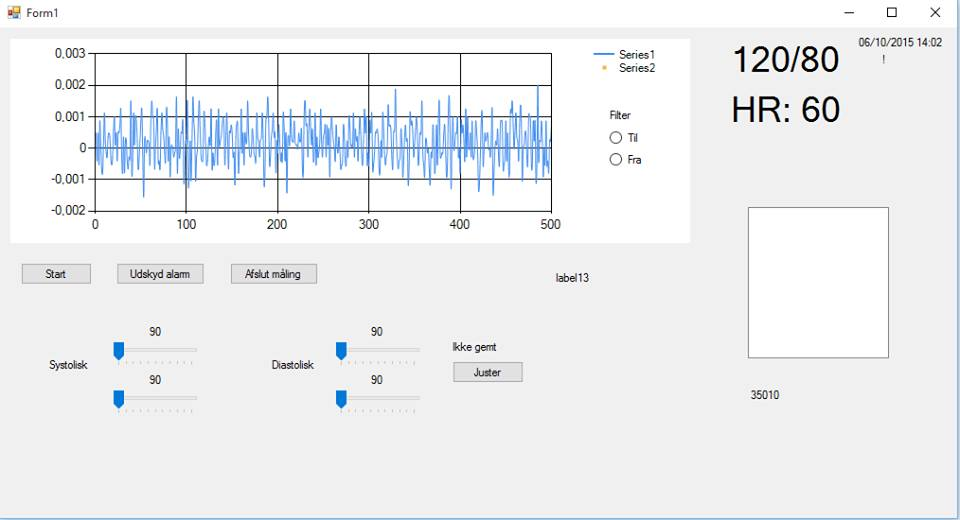 Form1
0,003
0,002
0,001
0
-0,001
-0,002
0 100 200 300 400 500
Series1
Series2
Filter
Til
Fra
120/80
HR: 60
06/10/2015 14:02
!
Start
Udskyd alarm
Afslut måling
label13
Systolisk
90
90
Diastolisk
90
90
Ikke gemt
Juster
35010